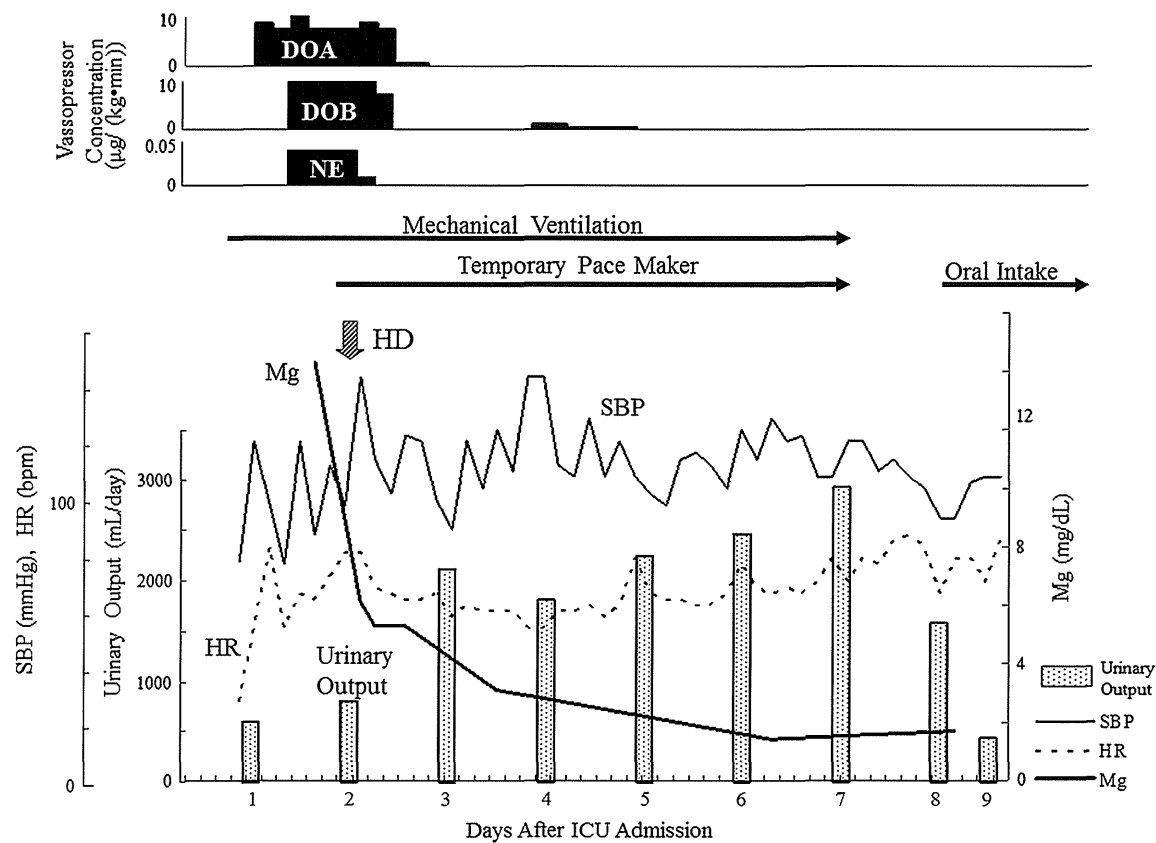 Vassopressor
Concentration
(µg/ (kg•min))
10
DOA
0
10
DOB
0
0.05
NE
0
Mechanical Ventilation
Temporary Pace Maker
Oral Intake
HD
Mg
SBP
HR
Urinary
Output
SBP (mmHg), HR (bpm)
100
0
Urinary Output (mL/day)
3000
2000
1000
0
Mg (mg/dL)
12
8
4
0
Urinary
Output
SBP
HR
Mg
1 2 3 4 5 6 7 8 9
Days After ICU Admission